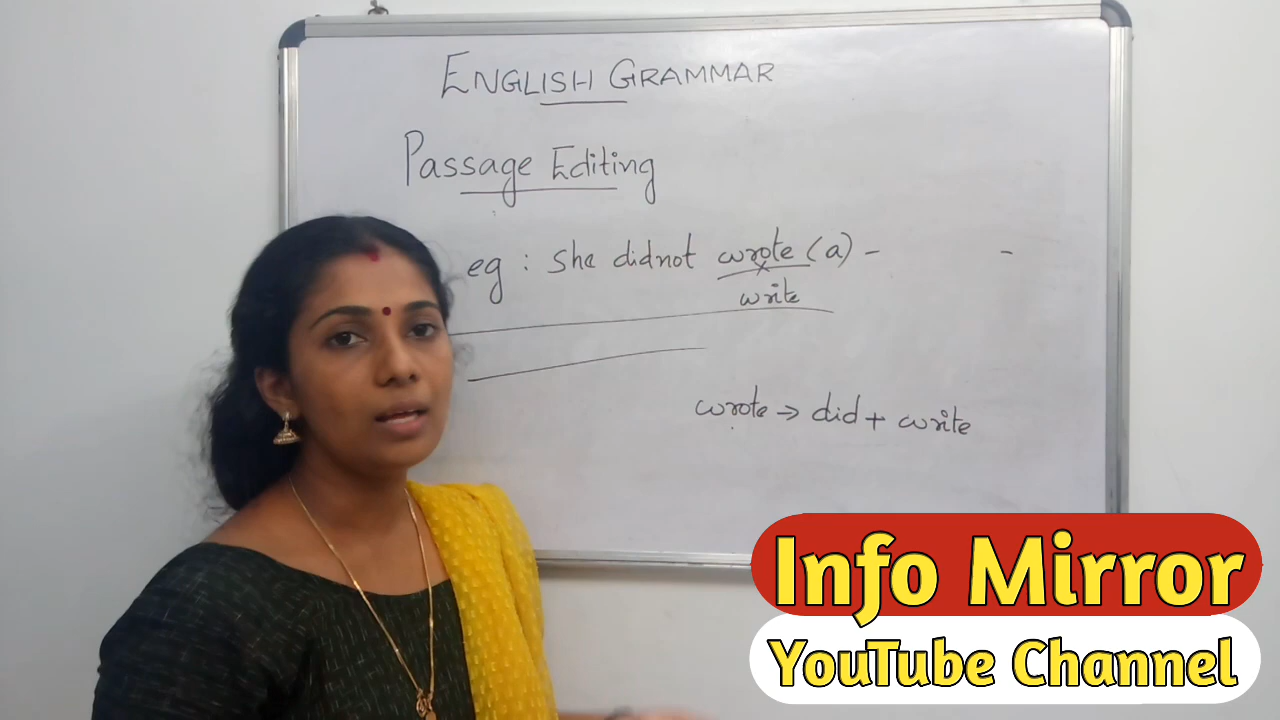 ENGLISH GRAMMAR
Passage Editing
eg : She didnot wrote (a) - -
write
wrote → did + write
Info Mirror
YouTube Channel